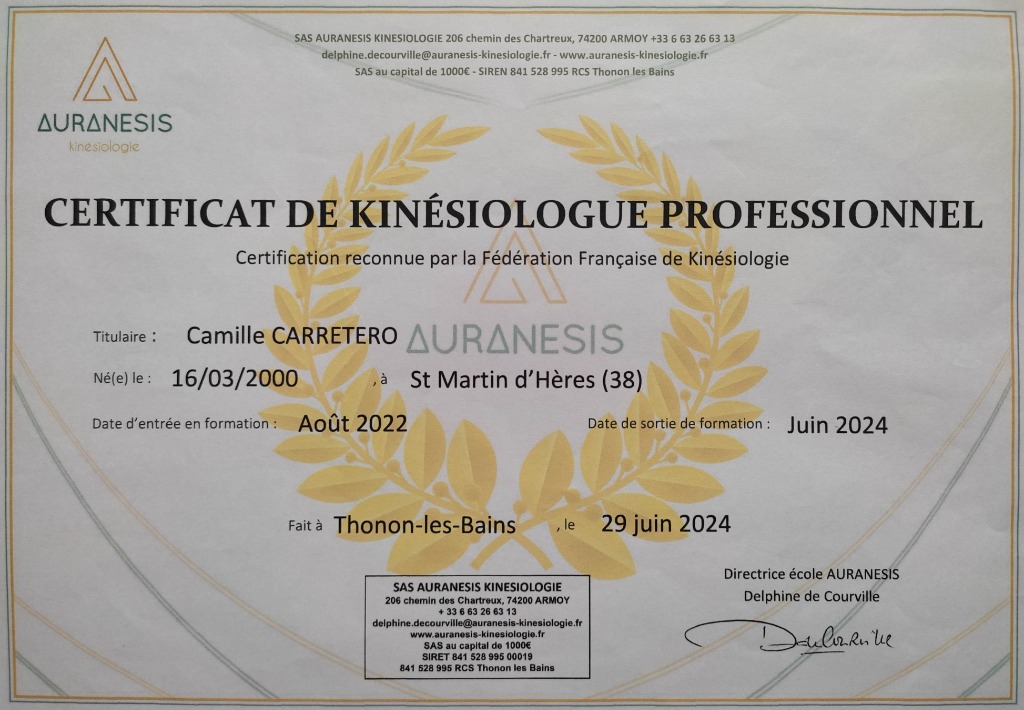 SAS AURANESIS KINESIOLOGIE 206 chemin des Chartreux, 74200 ARMOY +33 6 63 26 63 13
delphine.decourville@auranesis-kinesiologie.fr - www.auranesis-kinesiologie.fr
SAS au capital de 1000€ - SIREN 841 528 995 RCS Thonon les Bains
AURANESIS
kinésiologie
CERTIFICAT DE KINÉSIOLOGUE PROFESSIONNEL
Certification reconnue par la Fédération Française de Kinésiologie
Titulaire : Camille CARRETERO
AURANESIS
Né(e) le : 16/03/2000 , à St Martin d'Hères (38)
Date d'entrée en formation : Août 2022 Date de sortie de formation : Juin 2024
Fait à Thonon-les-Bains , le 29 juin 2024
Directrice école AURANESIS
Delphine de Courville
SAS AURANESIS KINESIOLOGIE
206 chemin des Chartreux, 74200 ARMOY
+ 33 6 63 26 63 13
delphine.decourville@auranesis-kinesiologie.fr
www.auranesis-kinesiologie.fr
SAS au capital de 1000€
SIRET 841 528 995 00019
841 528 995 RCS Thonon les Bains